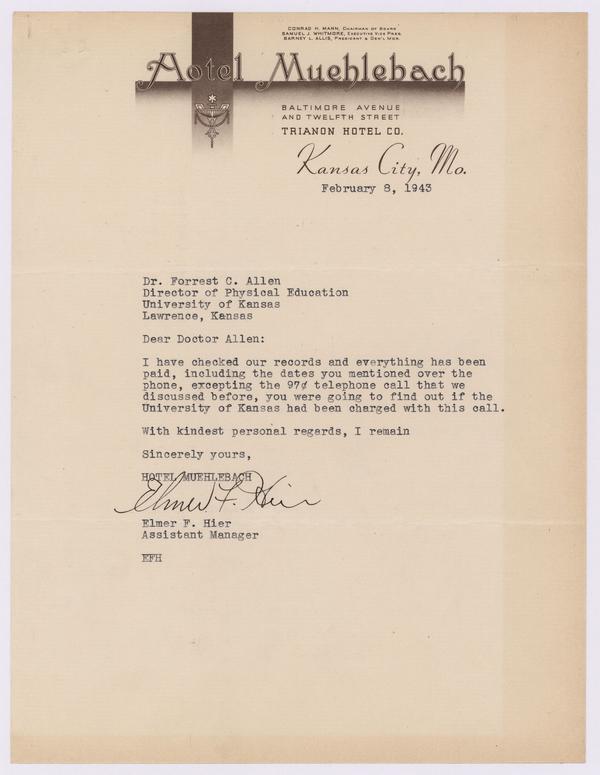 CONRAD H. MANN, CHAIRMAN OF BOARD
SAMUEL J. WHITMORE, EXECUTIVE VICE PRES.
BARNEY L. ALLIS, PRESIDENT & GEN'L MGR.
Hotel Muehlebach
BALTIMORE AVENUE
AND TWELFTH STREET
TRIANON HOTEL CO.
Kansas City, Mo.
February 8, 1943
Dr. Forrest C. Allen
Director of Physical Education
University of Kansas
Lawrence, Kansas
Dear Doctor Allen:
I have checked our records and everything has been
paid, including the dates you mentioned over the
phone, excepting the 97¢ telephone call that we
discussed before, you were going to find out if the
University of Kansas had been charged with this call.
With kindest personal regards, I remain
Sincerely yours,
HOTEL MUEHLEBACH
Elmer F. Hier
Elmer F. Hier
Assistant Manager
EFH